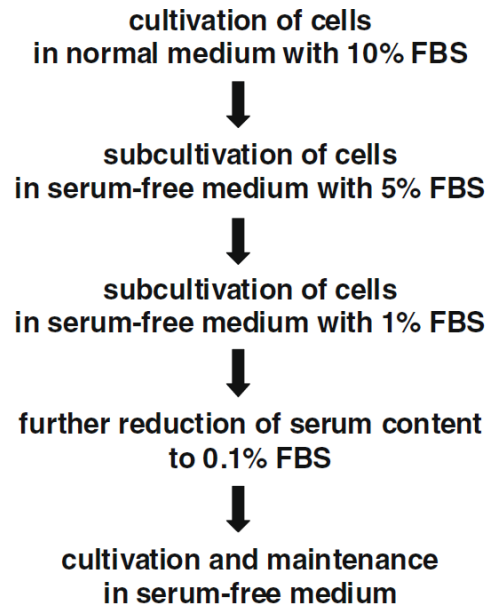 cultivation of cells
in normal medium with 10% FBS
subcultivation of cells
in serum-free medium with 5% FBS
subcultivation of cells
in serum-free medium with 1% FBS
further reduction of serum content
to 0.1% FBS
cultivation and maintenance
in serum-free medium